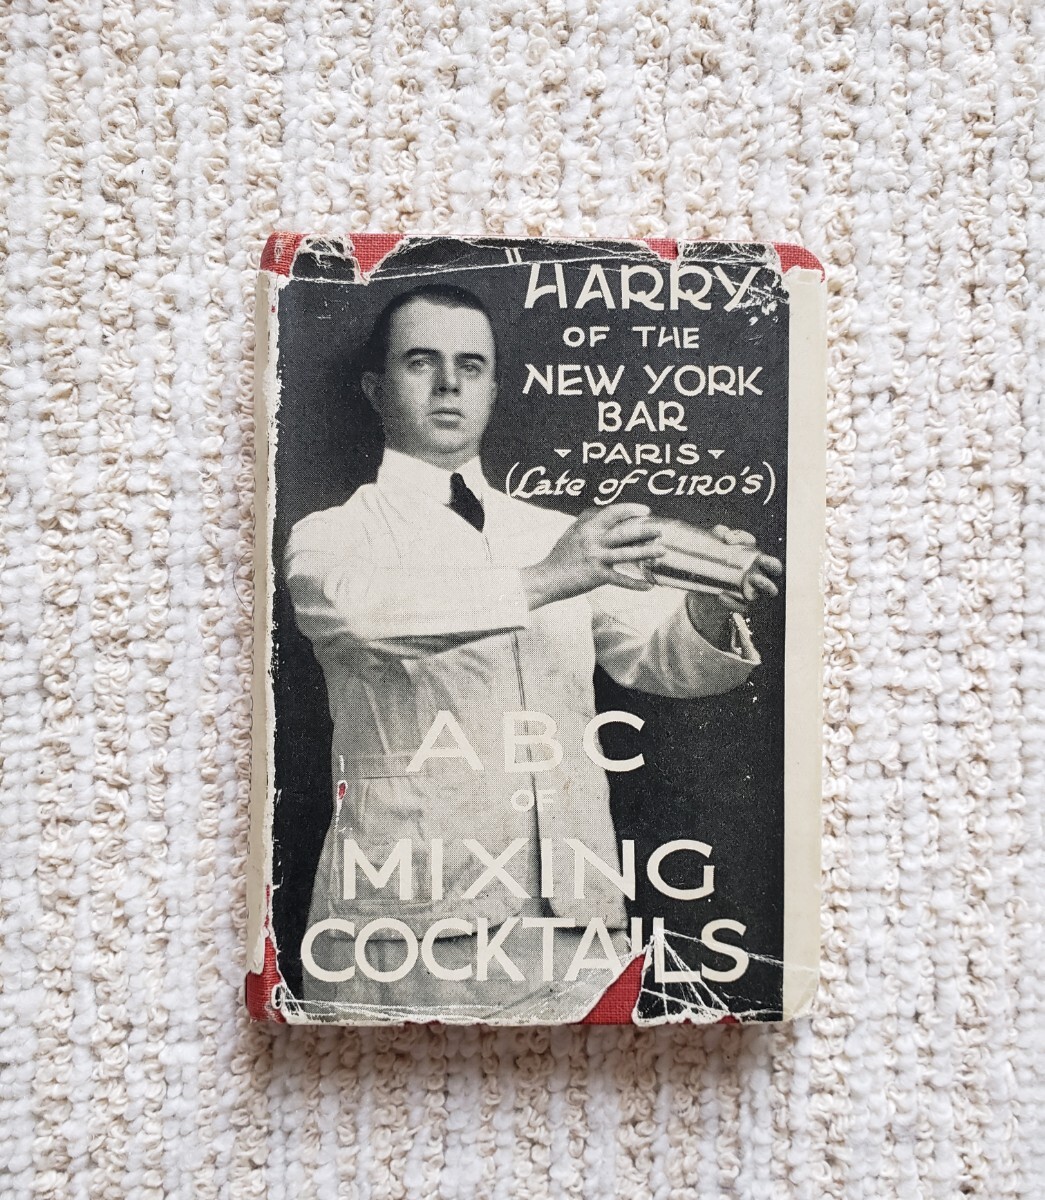 HARRY
OF THE
NEW YORK
BAR
PARIS
(Late of CIRO'S)
ABC
OF
MIXING
COCKTAILS